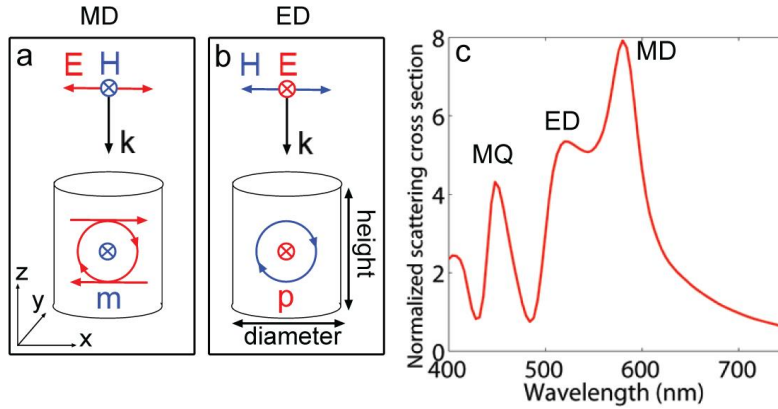 MD
ED
a
E H
k
m
z
y
x
b
H E
k
p
height
diameter
c
MD
ED
MQ
Normalized scattering cross section
8
6
4
2
0
400 500 600 700
Wavelength (nm)